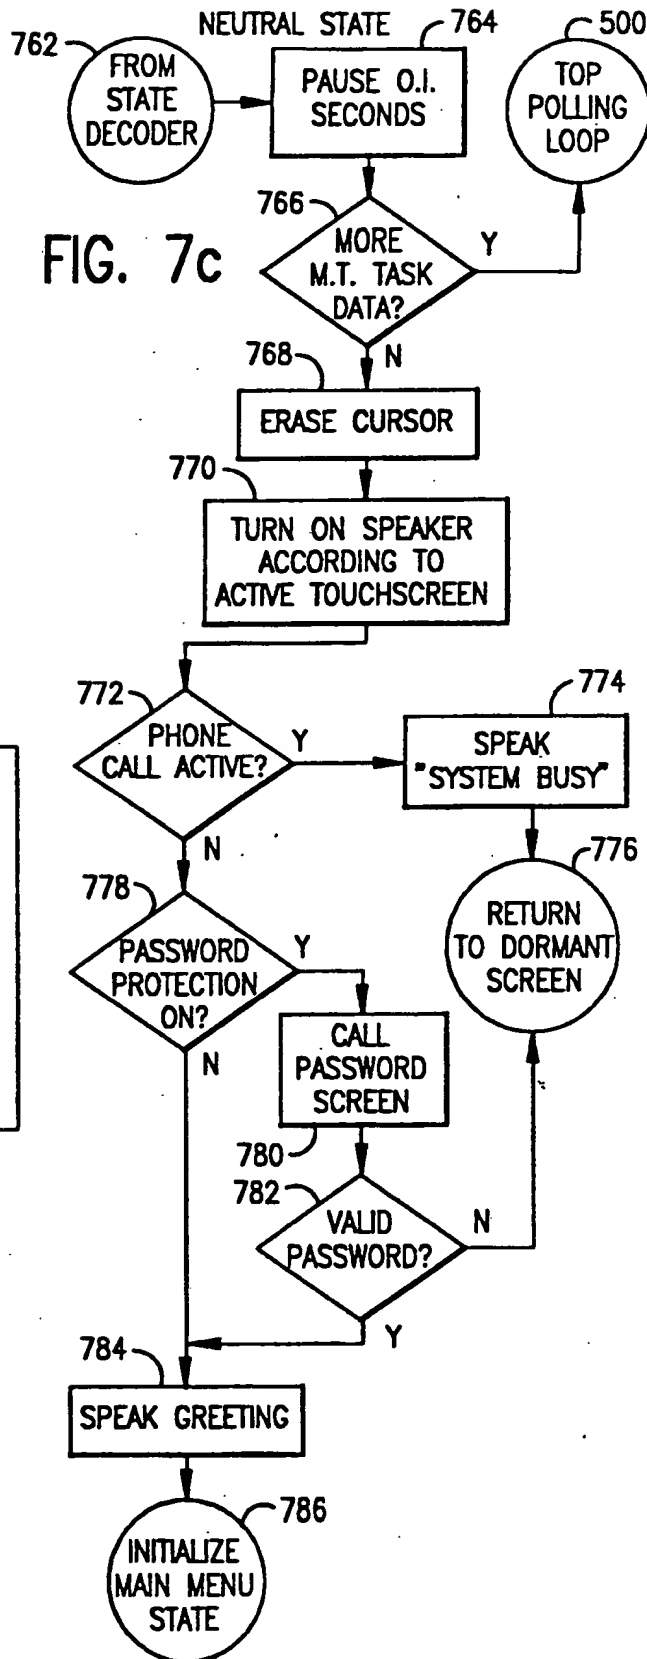 NEUTRAL STATE
762
FROM
STATE
DECODER
764
PAUSE O.I.
SECONDS
500
TOP
POLLING
LOOP
766
MORE
M.T. TASK
DATA?
Y
N
FIG. 7c
768
ERASE CURSOR
770
TURN ON SPEAKER
ACCORDING TO
ACTIVE TOUCHSCREEN
772
PHONE
CALL ACTIVE?
Y
N
774
SPEAK
"SYSTEM BUSY"
776
RETURN
TO DORMANT
SCREEN
778
PASSWORD
PROTECTION
ON?
Y
N
CALL
PASSWORD
SCREEN
780
782
VALID
PASSWORD?
N
Y
784
SPEAK GREETING
786
INITIALIZE
MAIN MENU
STATE